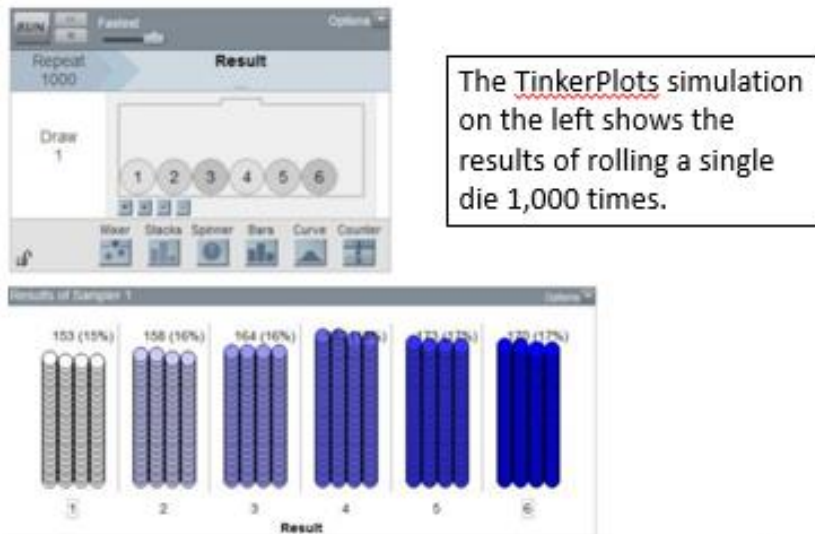 RUN
Fastest
Options
Repeat
1000
Result
Draw
1
1 2 3 4 5 6
Mixer Stacks Spinner Bars Curve Counter
The TinkerPlots simulation
on the left shows the
results of rolling a single
die 1,000 times.
Results of Sampler 1
Options
153 (15%) 158 (16%) 164 (16%) 173 (17%) 170 (17%)
1 2 3 4 5 6
Result